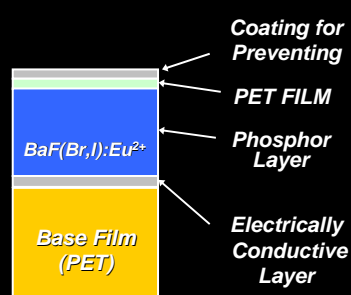 Coating for
Preventing
PET FILM
Phosphor
Layer
BaF(Br,I):Eu²⁺
Electrically
Conductive
Layer
Base Film
(PET)